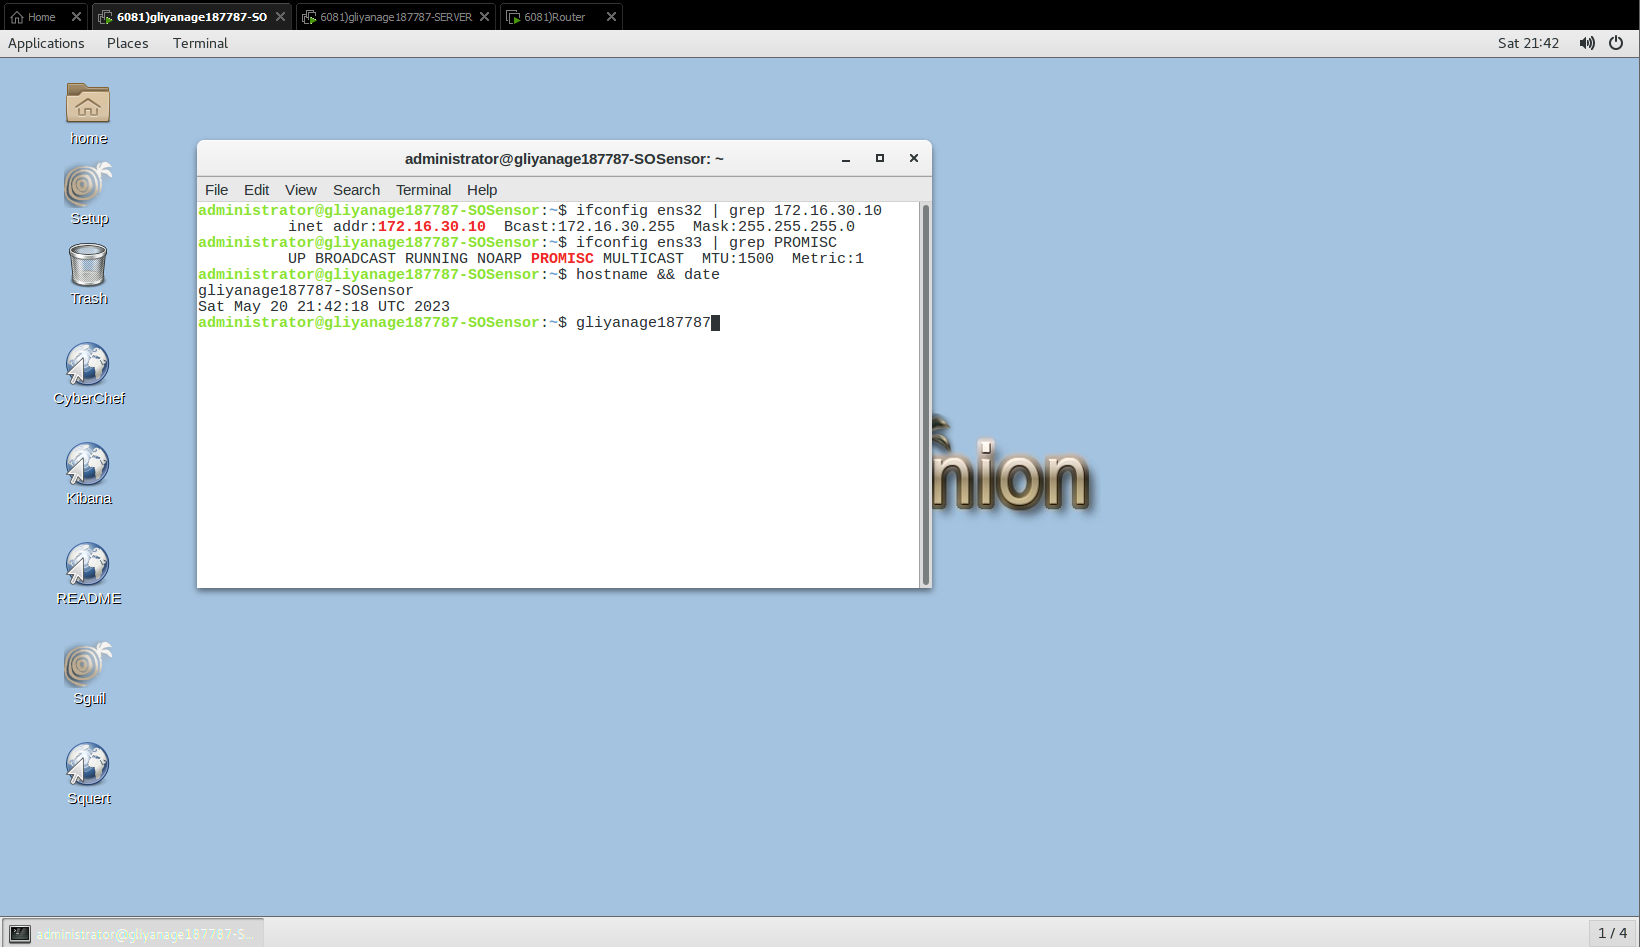 Home
6081)gliyanage187787-SO
6081)gliyanage187787-SERVER
6081)Router
Applications Places Terminal
Sat 21:42
home
Setup
Trash
CyberChef
Kibana
README
Sguil
Squert
administrator@gliyanage187787-SOSensor: ~
File Edit View Search Terminal Help
administrator@gliyanage187787-SOSensor:~$ ifconfig ens32 | grep 172.16.30.10
inet addr:172.16.30.10  Bcast:172.16.30.255  Mask:255.255.255.0
administrator@gliyanage187787-SOSensor:~$ ifconfig ens33 | grep PROMISC
UP BROADCAST RUNNING NOARP PROMISC MULTICAST  MTU:1500  Metric:1
administrator@gliyanage187787-SOSensor:~$ hostname && date
gliyanage187787-SOSensor
Sat May 20 21:42:18 UTC 2023
administrator@gliyanage187787-SOSensor:~$ gliyanage187787
nion
administrator@gliyanage187787-S...
1 / 4